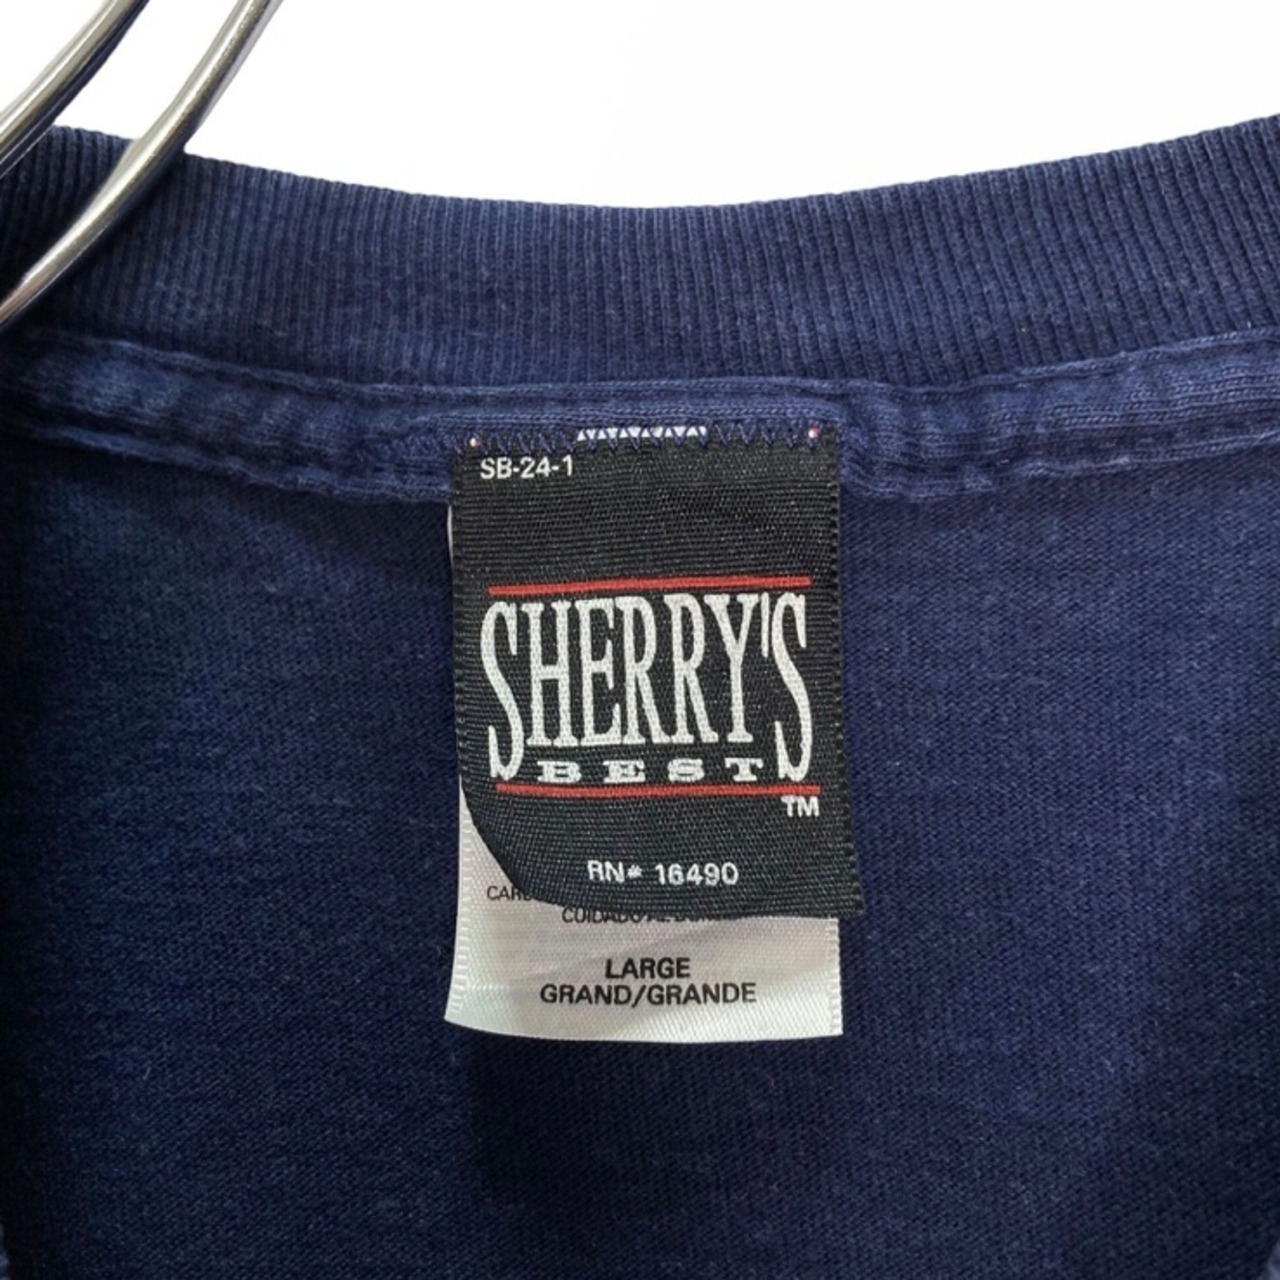 SB-24-1
SHERRY'S
BEST
TM
RN# 16490
LARGE
GRAND/GRANDE